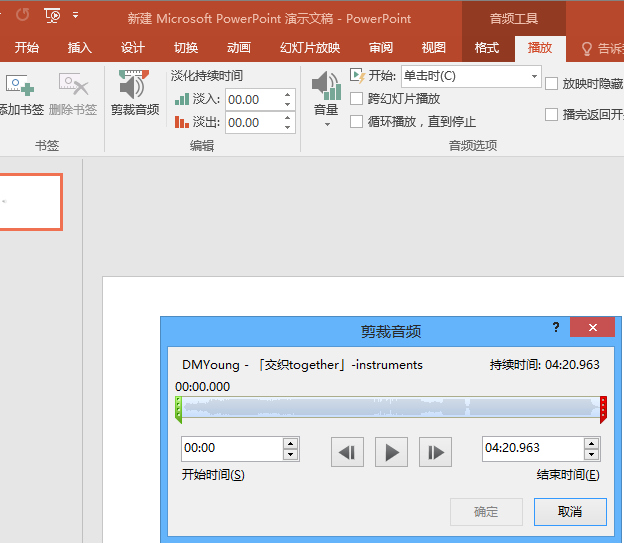 新建 Microsoft PowerPoint 演示文稿 - PowerPoint
音频工具
开始 插入 设计 切换 动画 幻灯片放映 审阅 视图 格式 播放 告诉
添加书签 删除书签
书签
剪裁音频
淡化持续时间
淡入: 00.00
淡出: 00.00
编辑
音量
开始: 单击时(C)
跨幻灯片播放
循环播放，直到停止
放映时隐藏
播完返回开
音频选项
剪裁音频
?
DMYoung - 「交织together」-instruments
持续时间: 04:20.963
00:00.000
00:00
04:20.963
开始时间(S)
结束时间(E)
确定
取消